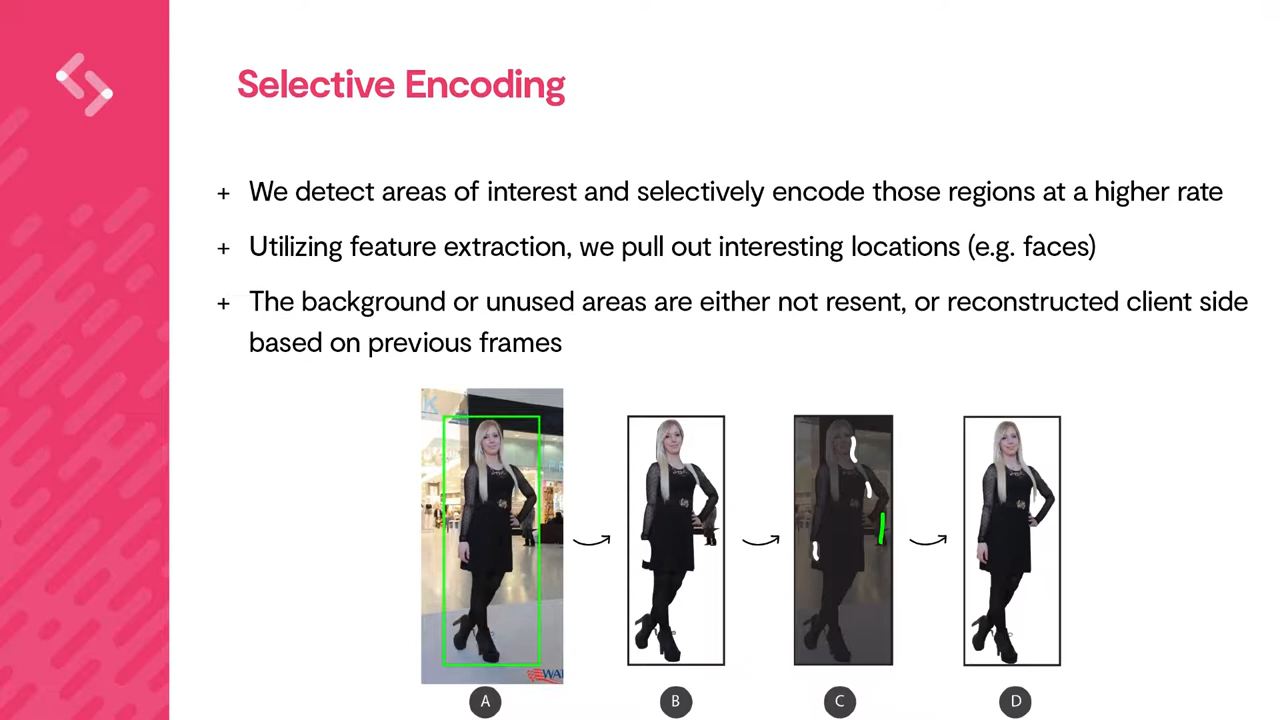 Selective Encoding
+ We detect areas of interest and selectively encode those regions at a higher rate
+ Utilizing feature extraction, we pull out interesting locations (e.g. faces)
+ The background or unused areas are either not resent, or reconstructed client side
based on previous frames
K
WA
A
B
C
D